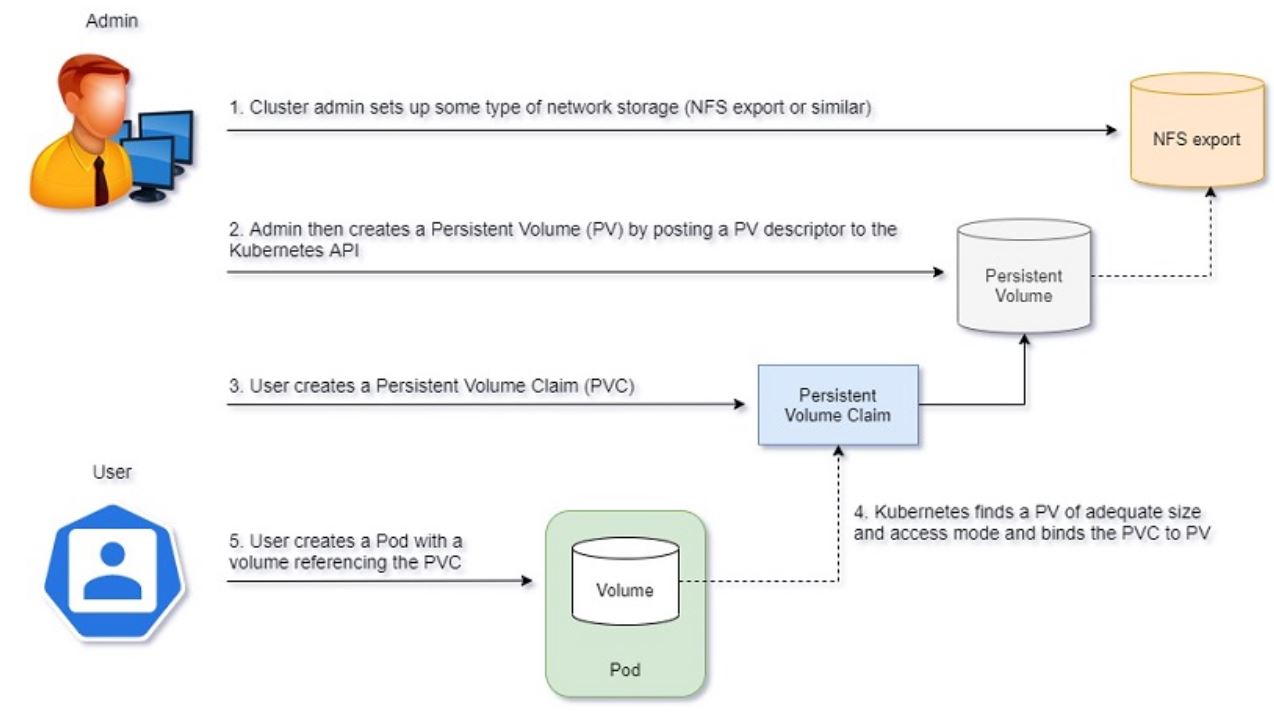 Admin
1. Cluster admin sets up some type of network storage (NFS export or similar)
NFS export
2. Admin then creates a Persistent Volume (PV) by posting a PV descriptor to the
Kubernetes API
Persistent
Volume
3. User creates a Persistent Volume Claim (PVC)
Persistent
Volume Claim
User
4. Kubernetes finds a PV of adequate size
and access mode and binds the PVC to PV
5. User creates a Pod with a
volume referencing the PVC
Volume
Pod